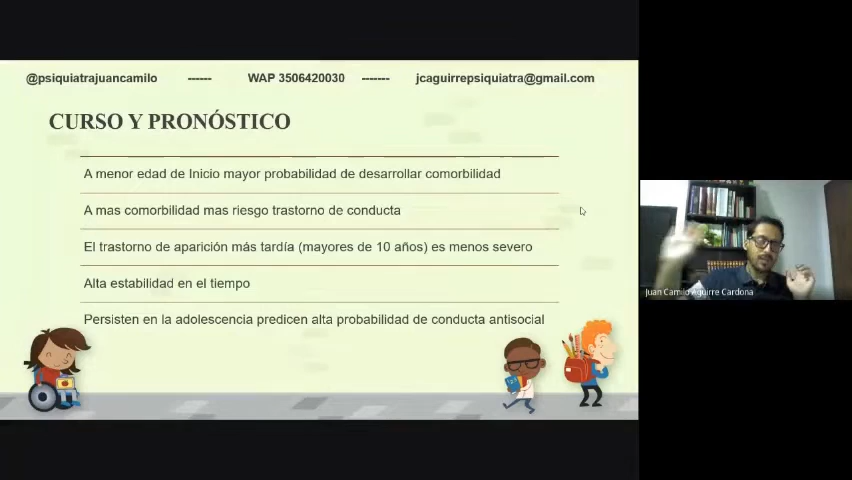 @psiquiatrajuancamilo ------ WAP 3506420030 ------- jcaguirrepsiquiatra@gmail.com
CURSO Y PRONÓSTICO
A menor edad de Inicio mayor probabilidad de desarrollar comorbilidad
A mas comorbilidad mas riesgo trastorno de conducta
El trastorno de aparición más tardía (mayores de 10 años) es menos severo
Alta estabilidad en el tiempo
Persisten en la adolescencia predicen alta probabilidad de conducta antisocial
Juan Camilo Aguirre Cardona